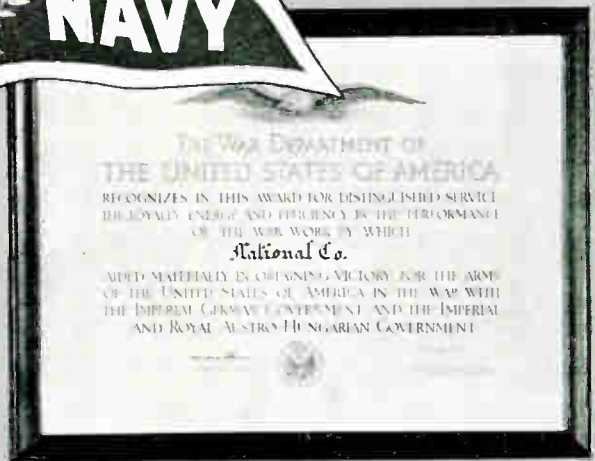 NAVY
THE WAR DEPARTMENT OF
THE UNITED STATES OF AMERICA
RECOGNIZES IN THIS AWARD FOR DISTINGUISHED SERVICE
THE LOYALTY ENERGY AND EFFICIENCY IN THE PERFORMANCE
OF THE WAR WORK BY WHICH
National Co.
AIDED MATERIALLY IN OBTAINING VICTORY FOR THE ARMS
OF THE UNITED STATES OF AMERICA IN THE WAR WITH
THE IMPERIAL GERMAN GOVERNMENT AND THE IMPERIAL
AND ROYAL AUSTRO-HUNGARIAN GOVERNMENT